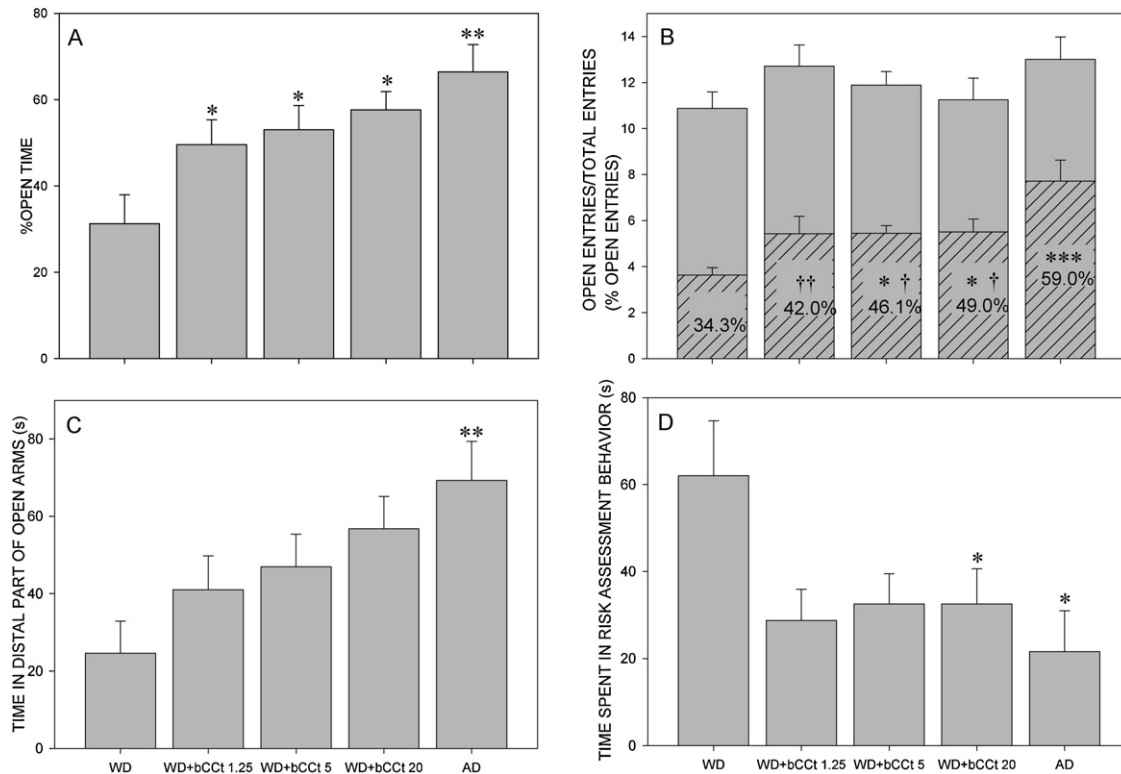 A
%OPEN TIME
80
60
40
20
0
*
*
*
**
B
OPEN ENTRIES/TOTAL ENTRIES
(% OPEN ENTRIES)
14
12
10
8
6
4
2
0
34.3%
††
42.0%
* †
46.1%
* †
49.0%
***
59.0%
C
TIME IN DISTAL PART OF OPEN ARMS (s)
80
60
40
20
0
**
WD
WD+bCCt 1.25
WD+bCCt 5
WD+bCCt 20
AD
D
TIME SPENT IN RISK ASSESSMENT BEHAVIOR (s)
80
60
40
20
0
*
*
WD
WD+bCCt 1.25
WD+bCCt 5
WD+bCCt 20
AD